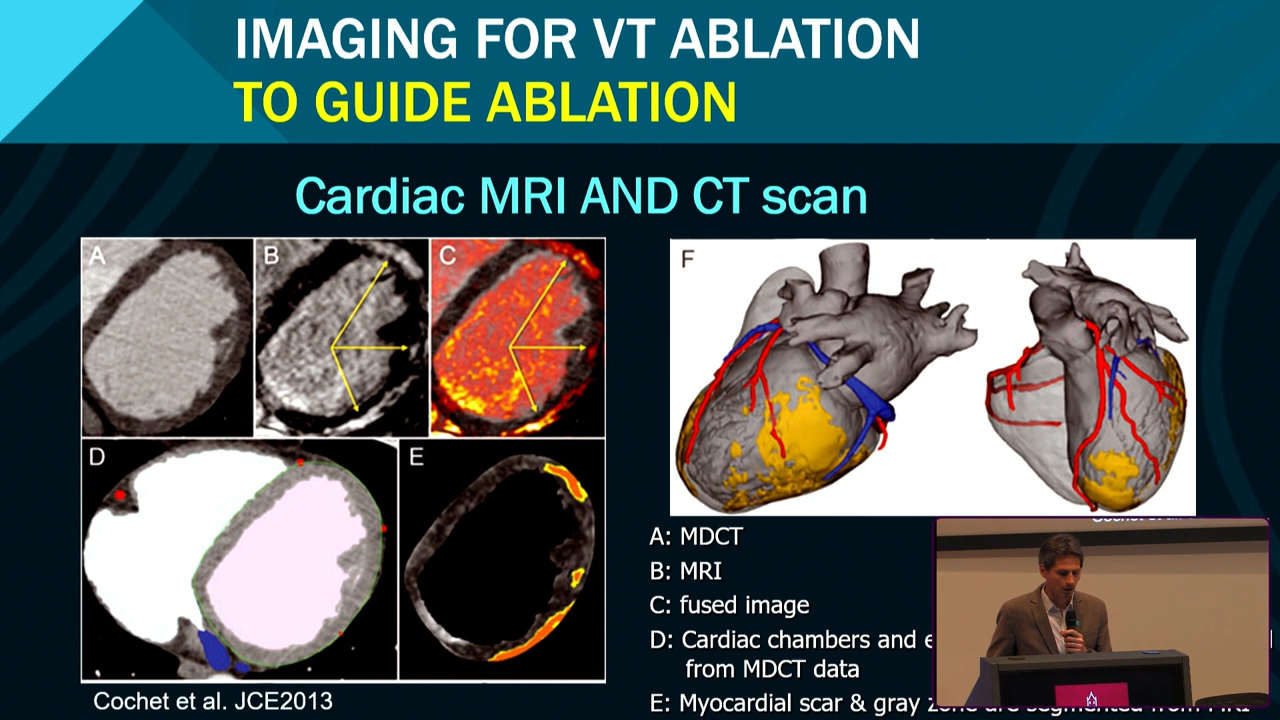 IMAGING FOR VT ABLATION
TO GUIDE ABLATION
Cardiac MRI AND CT scan
A
B
C
D
E
F
A: MDCT
B: MRI
C: fused image
D: Cardiac chambers and
from MDCT data
E: Myocardial scar & gray zone are segmented from MRI
Cochet et al. JCE2013